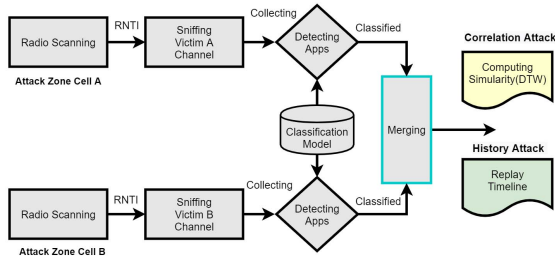 Radio Scanning
RNTI
Sniffing
Victim A
Channel
Collecting
Detecting
Apps
Classified
Attack Zone Cell A
Correlation Attack
Computing
Simularity(DTW)
Classification
Model
Merging
History Attack
Replay
Timeline
Radio Scanning
RNTI
Sniffing
Victim B
Channel
Collecting
Detecting
Apps
Classified
Attack Zone Cell B